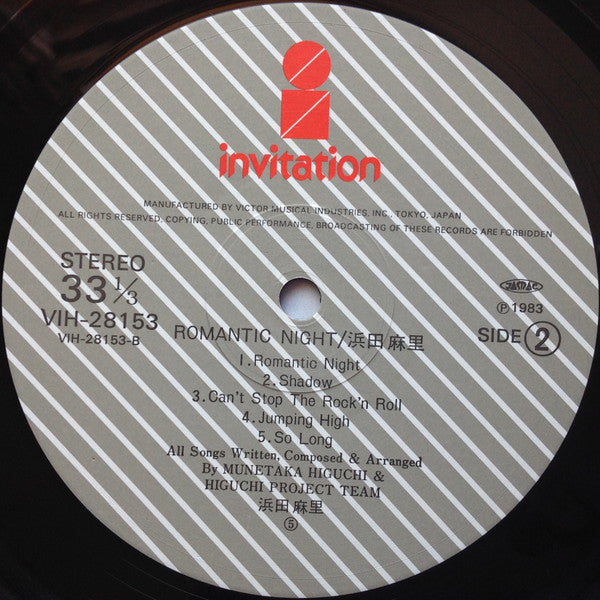 invitation
MANUFACTURED BY VICTOR MUSICAL INDUSTRIES, INC., TOKYO, JAPAN
ALL RIGHTS RESERVED, COPYING, PUBLIC PERFORMANCE, BROADCASTING OF THESE RECORDS ARE FORBIDDEN
STEREO
33 1/3
VIH-28153
VIH-28153-B
JASRAC
Ⓟ1983
SIDE 2
ROMANTIC NIGHT/浜田麻里
1.Romantic Night
2.Shadow
3.Can't Stop The Rock'n Roll
4.Jumping High
5.So Long
All Songs Written, Composed & Arranged
By MUNETAKA HIGUCHI &
HIGUCHI PROJECT TEAM
浜田麻里
⑤